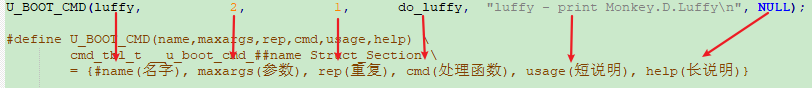 U_BOOT_CMD(luffy, 2, 1, do_luffy, "luffy - print Monkey.D.Luffy\n", NULL);
#define U_BOOT_CMD(name,maxargs,rep,cmd,usage,help) \
cmd_tbl_t __u_boot_cmd_##name Struct_Section \
= {#name(名字), maxargs(参数), rep(重复), cmd(处理函数), usage(短说明), help(长说明)}